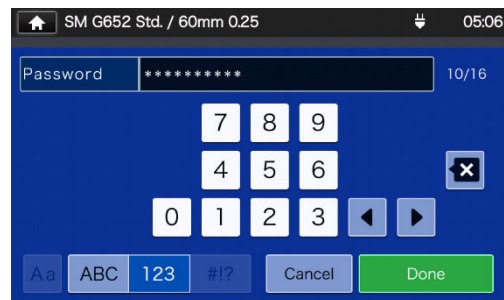 SM G652 Std. / 60mm 0.25 05:06
Password ********** 10/16
7 8 9
4 5 6
0 1 2 3
Aa ABC 123 #!? Cancel Done